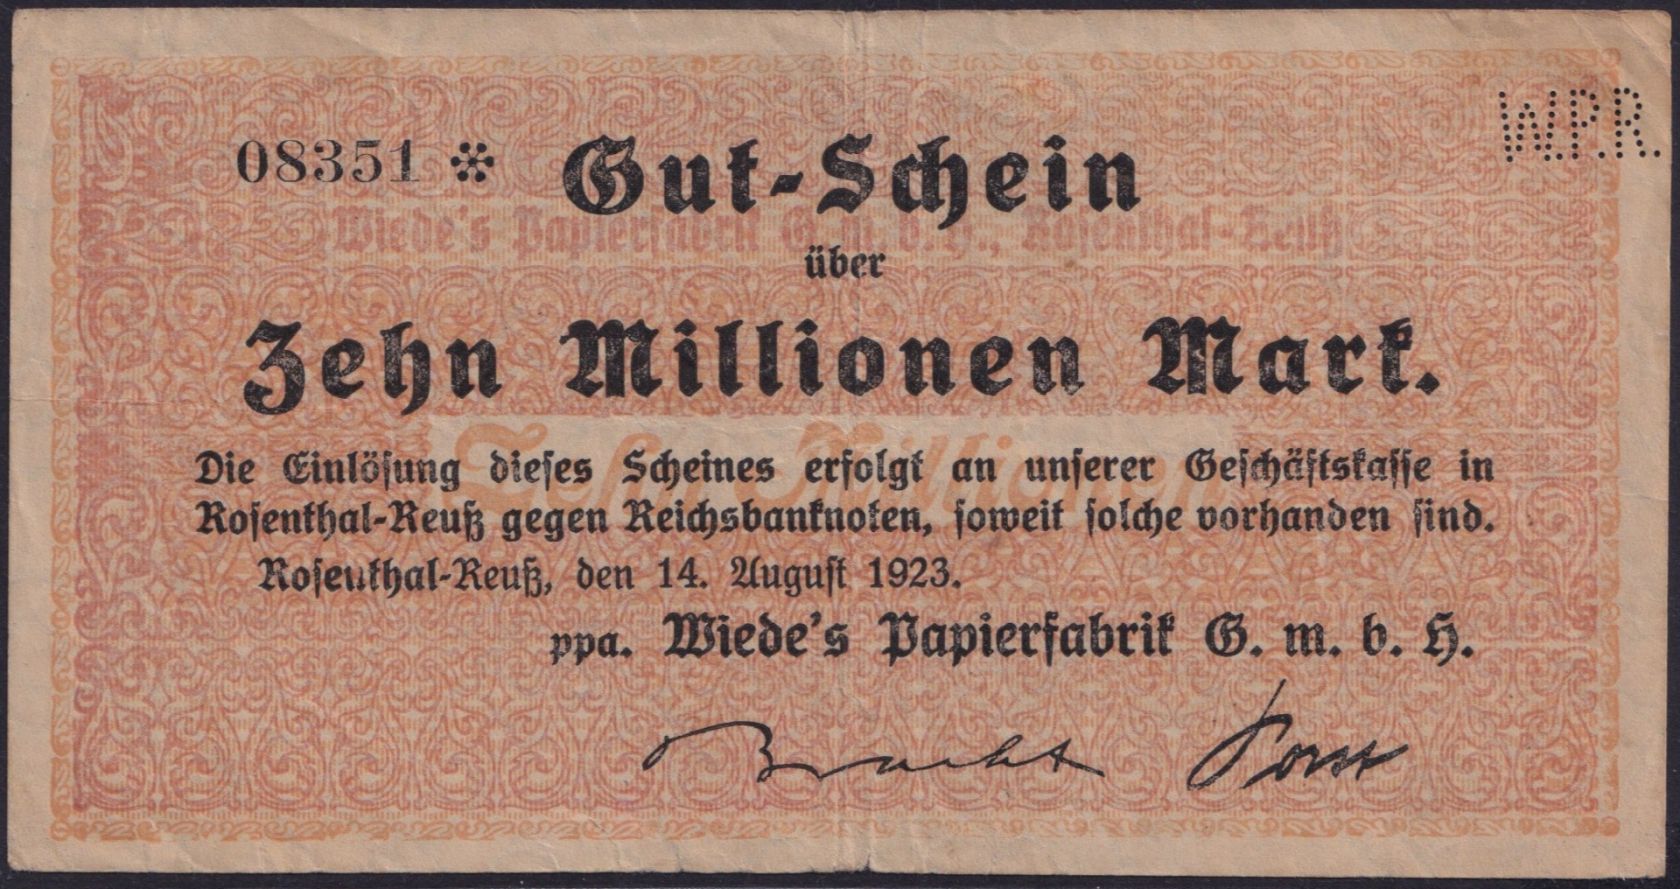 08351 * Gut-Schein
W.P.R.
Wiede's Papierfabrik G. m. b. H., Rosenthal-Reuß
über
Zehn Millionen Mark.
Zehn Millionen
Die Einlösung dieses Scheines erfolgt an unserer Geschäftskasse in
Rosenthal-Reuß gegen Reichsbanknoten, soweit solche vorhanden sind.
Rosenthal-Reuß, den 14. August 1923.
ppa. Wiede's Papierfabrik G. m. b. H.
Bracht